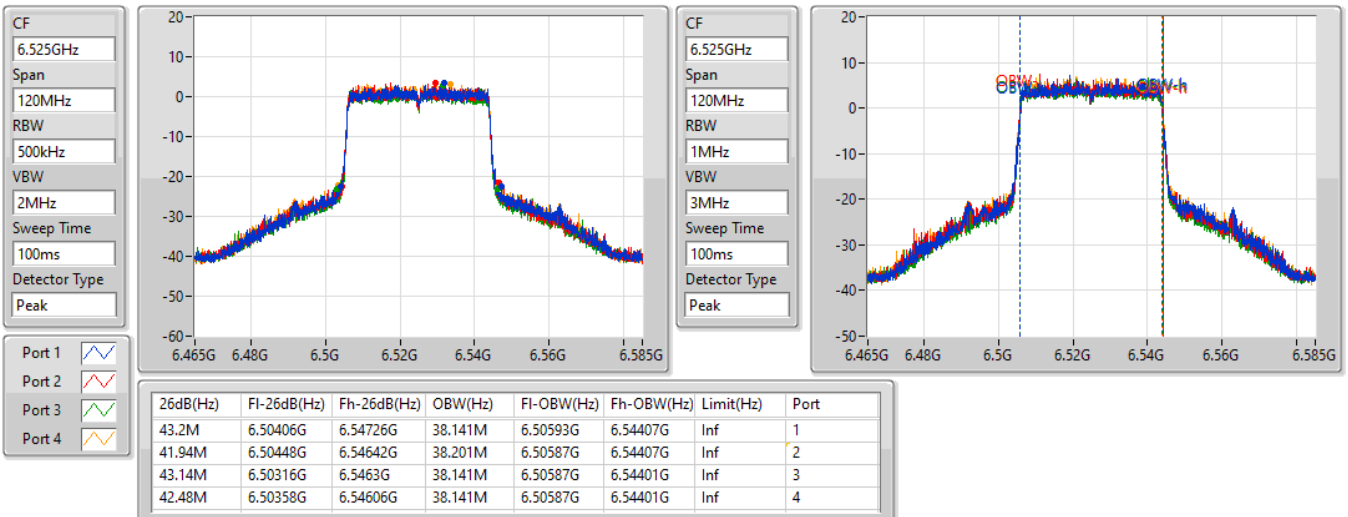 CF
6.525GHz
Span
120MHz
RBW
500kHz
VBW
2MHz
Sweep Time
100ms
Detector Type
Peak
20
10
0
-10
-20
-30
-40
-50
-60
6.465G 6.48G 6.5G 6.52G 6.54G 6.56G 6.585G
CF
6.525GHz
Span
120MHz
RBW
1MHz
VBW
3MHz
Sweep Time
100ms
Detector Type
Peak
20
10
0
-10
-20
-30
-40
-50
OBW-h
6.465G 6.48G 6.5G 6.52G 6.54G 6.56G 6.585G
Port 1
Port 2
Port 3
Port 4
26dB(Hz) Fl-26dB(Hz) Fh-26dB(Hz) OBW(Hz) Fl-OBW(Hz) Fh-OBW(Hz) Limit(Hz) Port
43.2M 6.50406G 6.54726G 38.141M 6.50593G 6.54407G Inf 1
41.94M 6.50448G 6.54642G 38.201M 6.50587G 6.54407G Inf 2
43.14M 6.50316G 6.5463G 38.141M 6.50587G 6.54401G Inf 3
42.48M 6.50358G 6.54606G 38.141M 6.50587G 6.54401G Inf 4